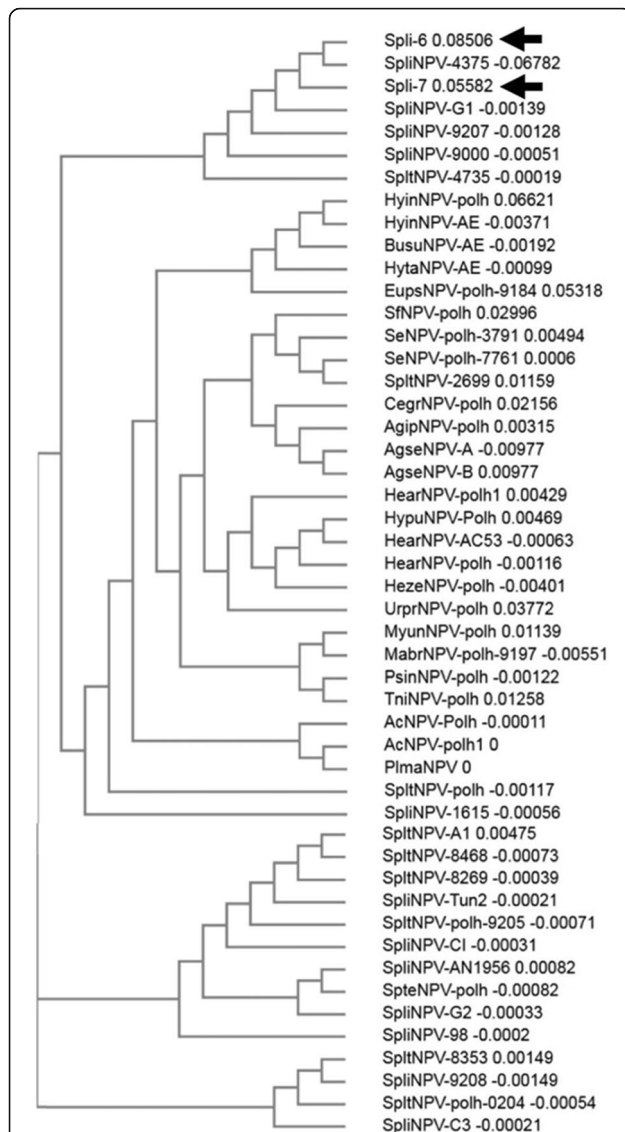 Spli-6 0.08506
SpliNPV-4375 -0.06782
Spli-7 0.05582
SpliNPV-G1 -0.00139
SpliNPV-9207 -0.00128
SpliNPV-9000 -0.00051
SpltNPV-4735 -0.00019
HyinNPV-polh 0.06621
HyinNPV-AE -0.00371
BusuNPV-AE -0.00192
HytaNPV-AE -0.00099
EupsNPV-polh-9184 0.05318
SfNPV-polh 0.02996
SeNPV-polh-3791 0.00494
SeNPV-polh-7761 0.0006
SpltNPV-2699 0.01159
CegrNPV-polh 0.02156
AgipNPV-polh 0.00315
AgseNPV-A -0.00977
AgseNPV-B 0.00977
HearNPV-polh1 0.00429
HypuNPV-Polh 0.00469
HearNPV-AC53 -0.00063
HearNPV-polh -0.00116
HezeNPV-polh -0.00401
UrprNPV-polh 0.03772
MyunNPV-polh 0.01139
MabrNPV-polh-9197 -0.00551
PsinNPV-polh -0.00122
TniNPV-polh 0.01258
AcNPV-Polh -0.00011
AcNPV-polh1 0
PlmaNPV 0
SpltNPV-polh -0.00117
SpliNPV-1615 -0.00056
SpltNPV-A1 0.00475
SpltNPV-8468 -0.00073
SpltNPV-8269 -0.00039
SpliNPV-Tun2 -0.00021
SpltNPV-polh-9205 -0.00071
SpliNPV-CI -0.00031
SpliNPV-AN1956 0.00082
SpteNPV-polh -0.00082
SpliNPV-G2 -0.00033
SpliNPV-98 -0.0002
SpltNPV-8353 0.00149
SpliNPV-9208 -0.00149
SpltNPV-polh-0204 -0.00054
SpliNPV-C3 -0.00021